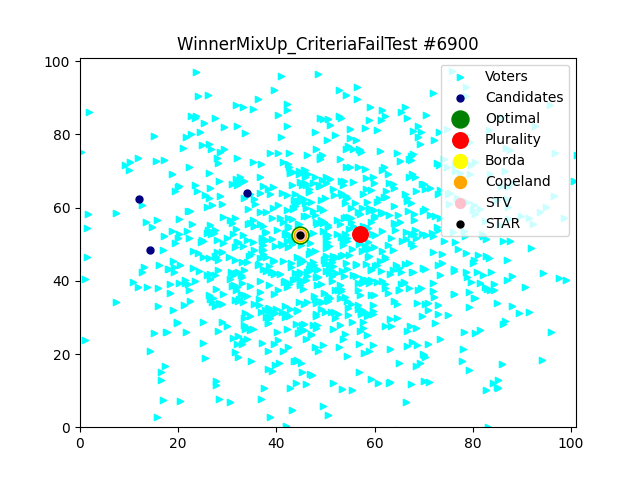 WinnerMixUp_CriteriaFailTest #6900
100
80
60
40
20
0
0
20
40
60
80
100
Voters
Candidates
Optimal
Plurality
Borda
Copeland
STV
STAR